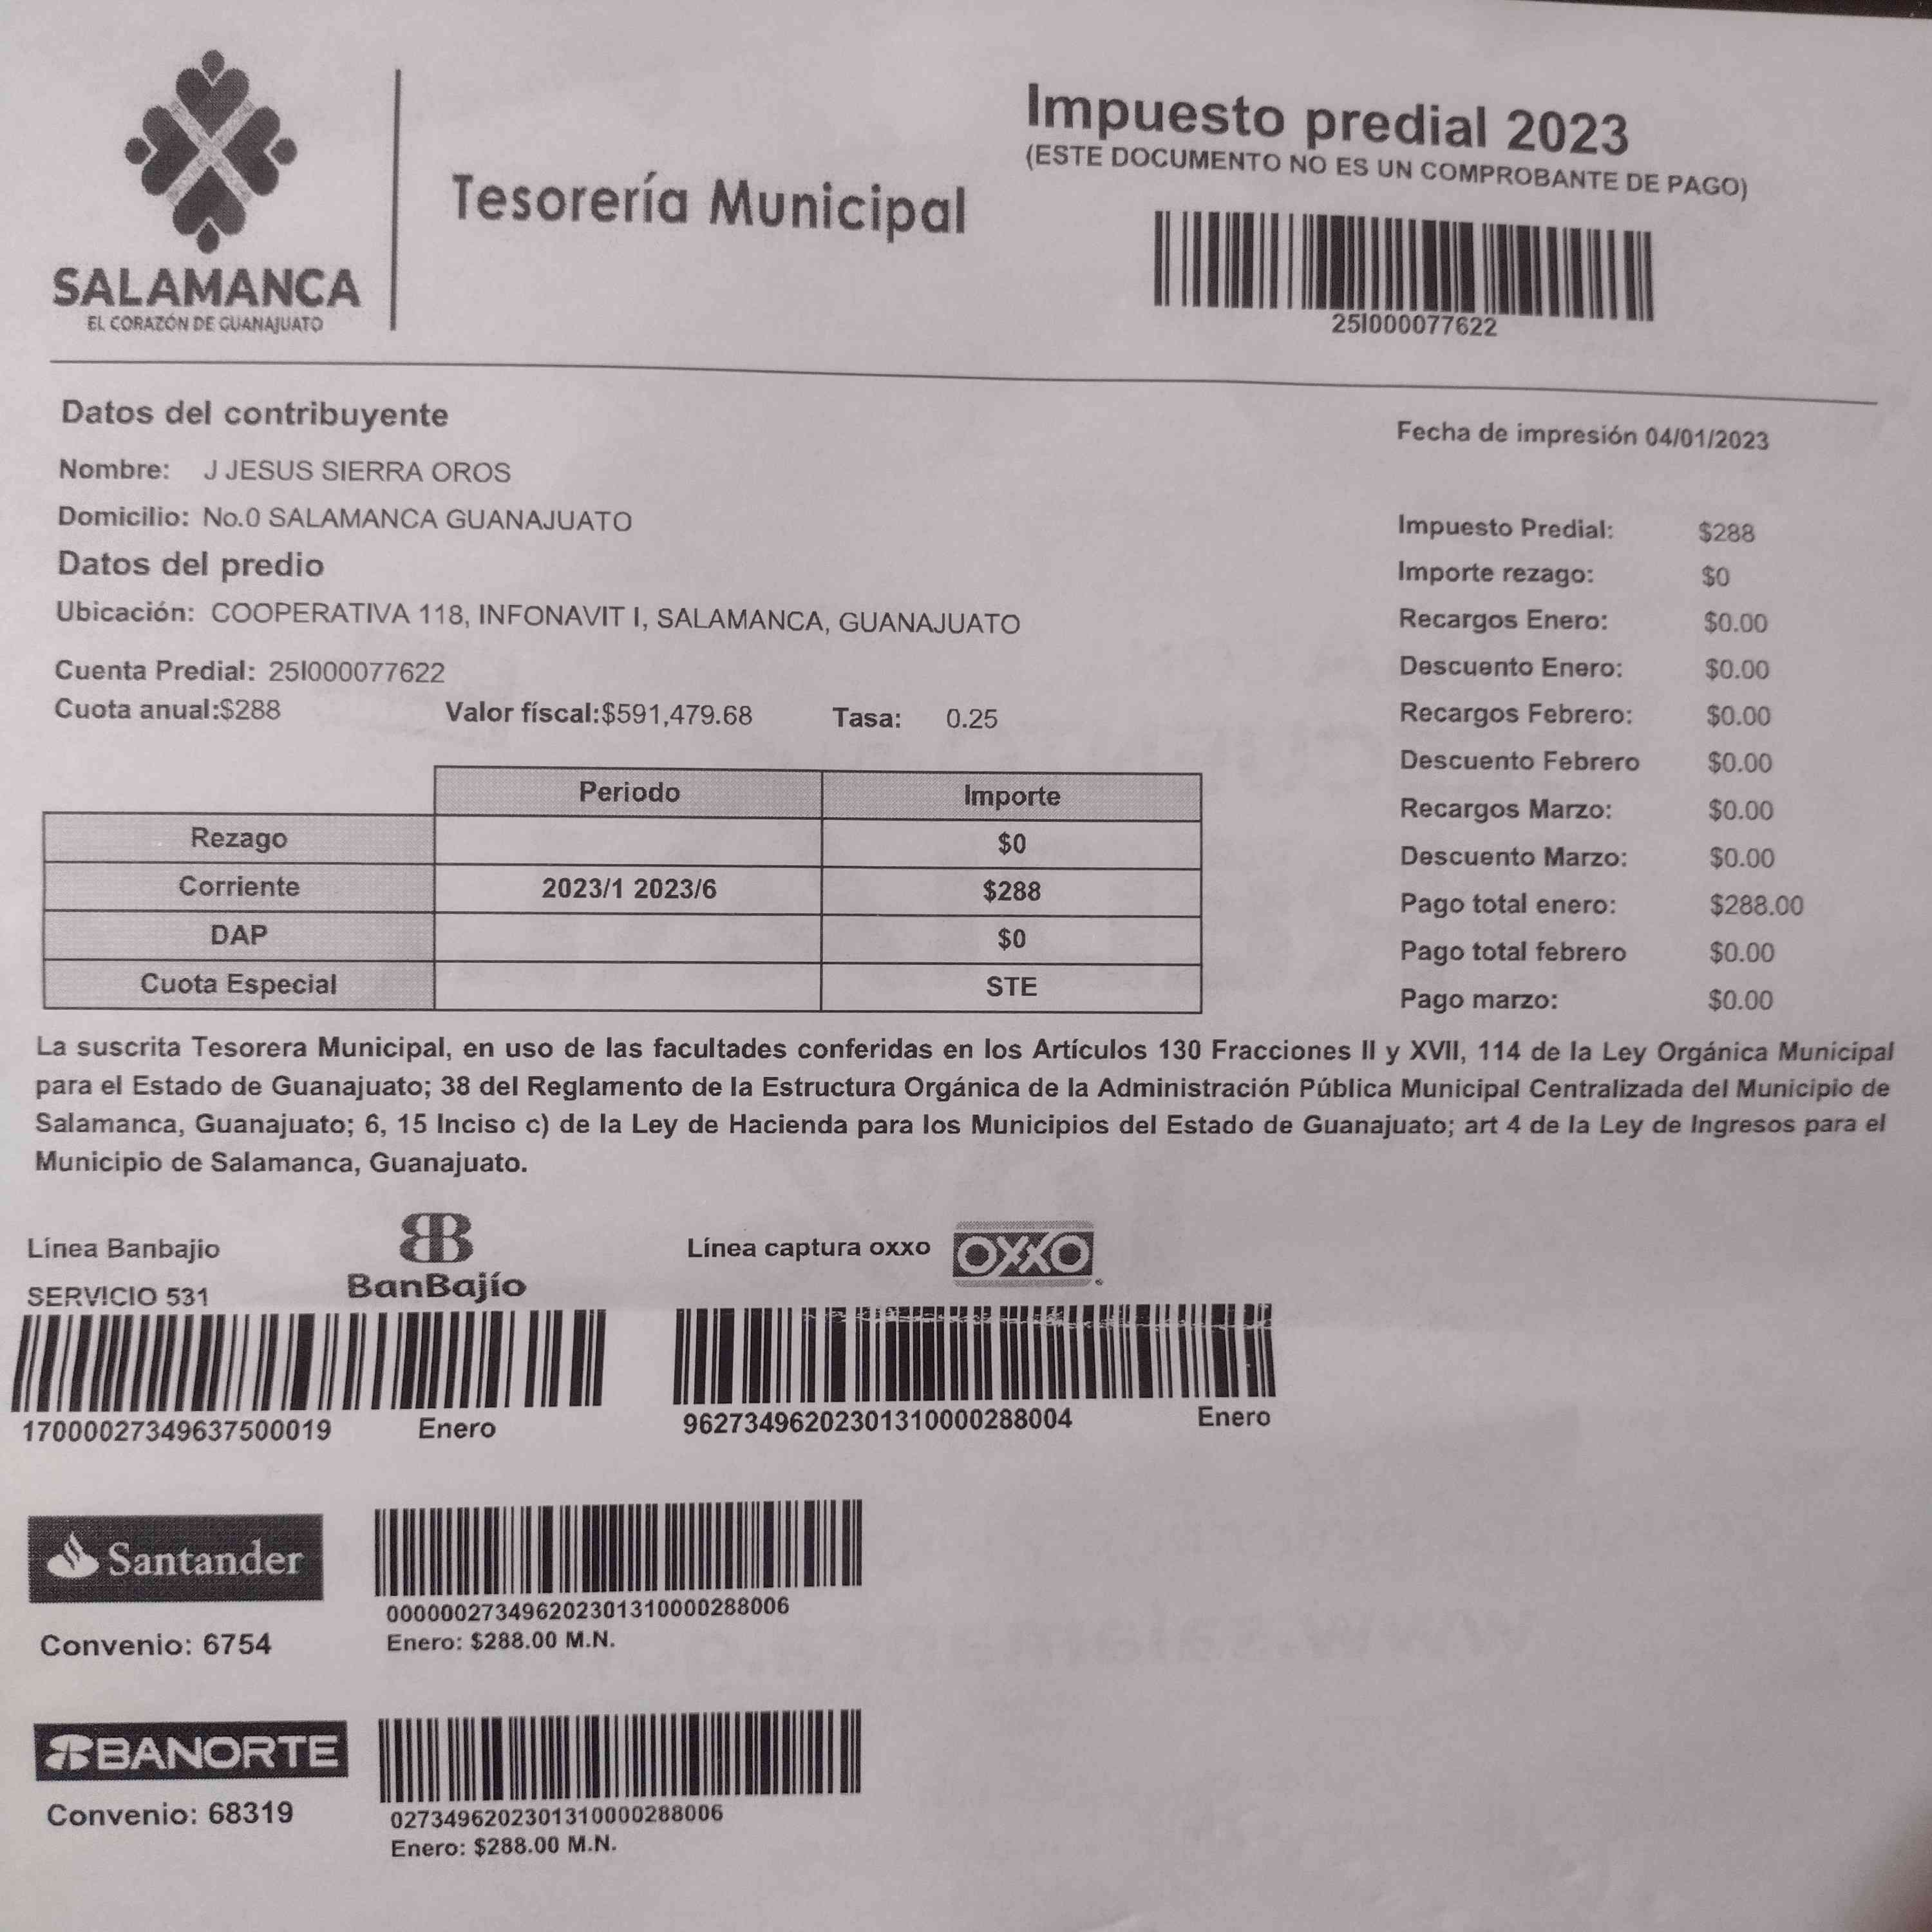 SALAMANCA
EL CORAZÓN DE GUANAJUATO
Tesorería Municipal
Impuesto predial 2023
(ESTE DOCUMENTO NO ES UN COMPROBANTE DE PAGO)
25I000077622
Datos del contribuyente
Fecha de impresión 04/01/2023
Nombre: J JESUS SIERRA OROS
Domicilio: No.0 SALAMANCA GUANAJUATO
Datos del predio
Ubicación: COOPERATIVA 118, INFONAVIT I, SALAMANCA, GUANAJUATO
Cuenta Predial: 25I000077622
Cuota anual:$288 Valor físcal:$591,479.68 Tasa: 0.25
Periodo Importe
Rezago $0
Corriente 2023/1 2023/6 $288
DAP $0
Cuota Especial STE
Impuesto Predial: $288
Importe rezago: $0
Recargos Enero: $0.00
Descuento Enero: $0.00
Recargos Febrero: $0.00
Descuento Febrero $0.00
Recargos Marzo: $0.00
Descuento Marzo: $0.00
Pago total enero: $288.00
Pago total febrero $0.00
Pago marzo: $0.00
La suscrita Tesorera Municipal, en uso de las facultades conferidas en los Artículos 130 Fracciones II y XVII, 114 de la Ley Orgánica Municipal
para el Estado de Guanajuato; 38 del Reglamento de la Estructura Orgánica de la Administración Pública Municipal Centralizada del Municipio de
Salamanca, Guanajuato; 6, 15 Inciso c) de la Ley de Hacienda para los Municipios del Estado de Guanajuato; art 4 de la Ley de Ingresos para el
Municipio de Salamanca, Guanajuato.
Línea Banbajio
SERVICIO 531
BanBajío
Línea captura oxxo OXXO
17000027349637500019 Enero
96273496202301310000288004 Enero
Santander
Convenio: 6754
000000273496202301310000288006
Enero: $288.00 M.N.
BANORTE
Convenio: 68319
0273496202301310000288006
Enero: $288.00 M.N.